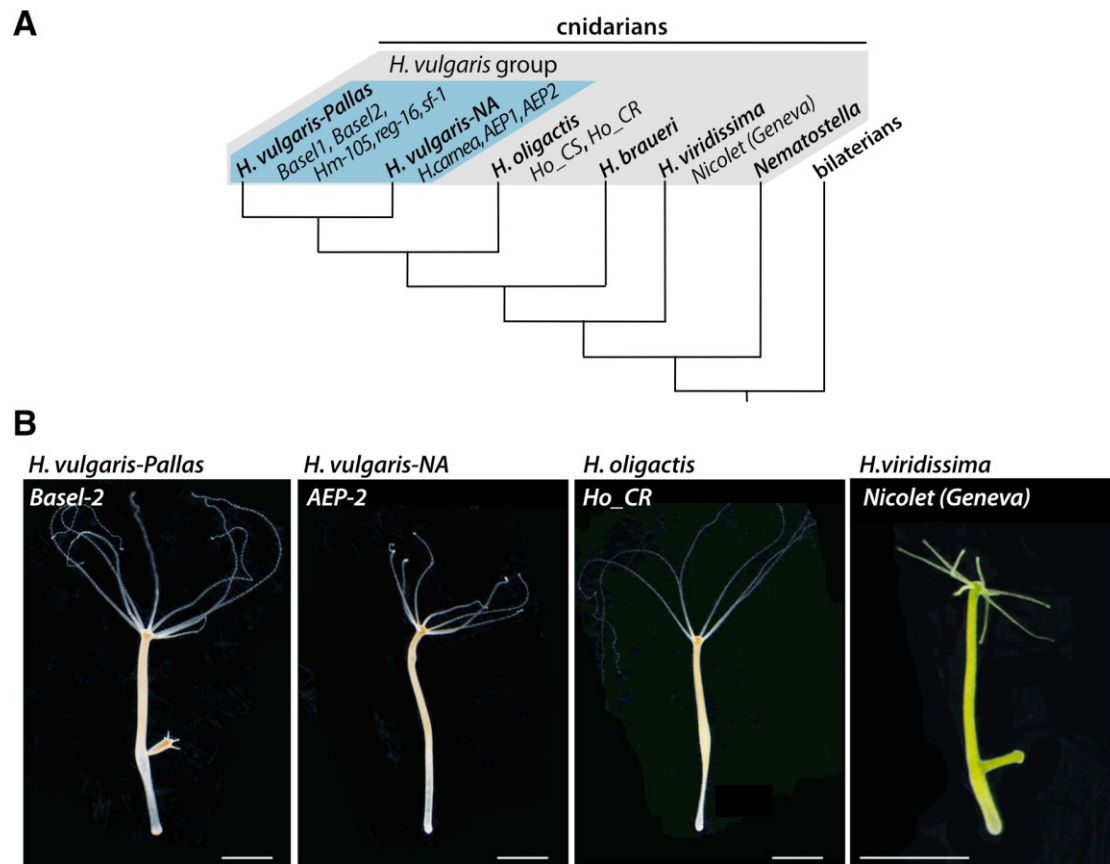 A
cnidarians
H. vulgaris group
H. vulgaris-Pallas
Basel1, Basel2,
Hm-105, reg-16, sf-1
H. vulgaris-NA
H.carnea, AEP1, AEP2
H. oligactis
Ho_CS, Ho_CR
H. braueri
H. viridissima
Nicolet (Geneva)
Nematostella
bilaterians
B
H. vulgaris-Pallas
Basel-2
H. vulgaris-NA
AEP-2
H. oligactis
Ho_CR
H.viridissima
Nicolet (Geneva)